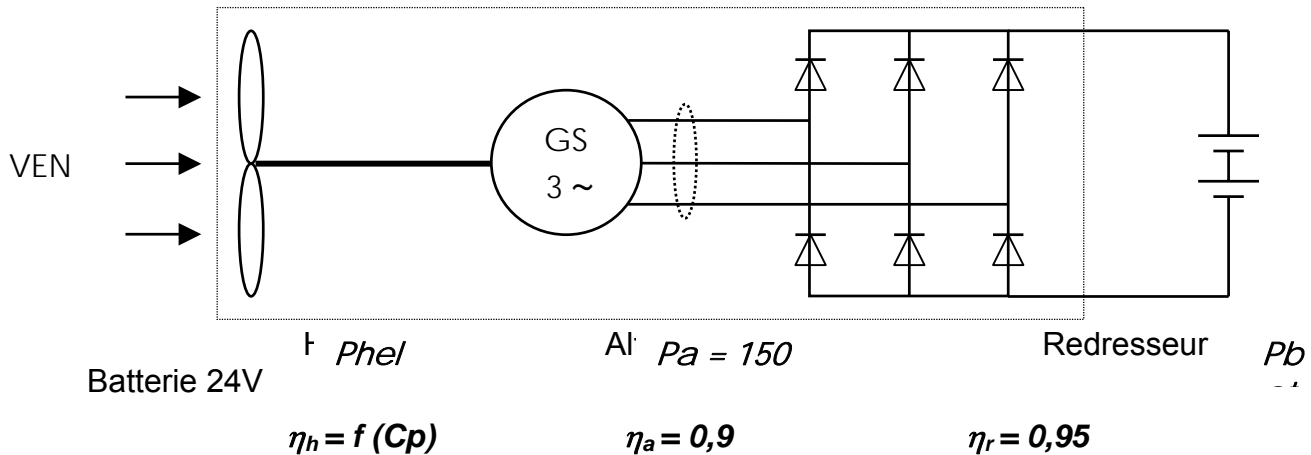 GS
VEN
3 ~
Phel
Pa = 150
Redresseur
Pb
Batterie 24V
ηh = f (Cp)
ηa = 0,9
ηr = 0,95